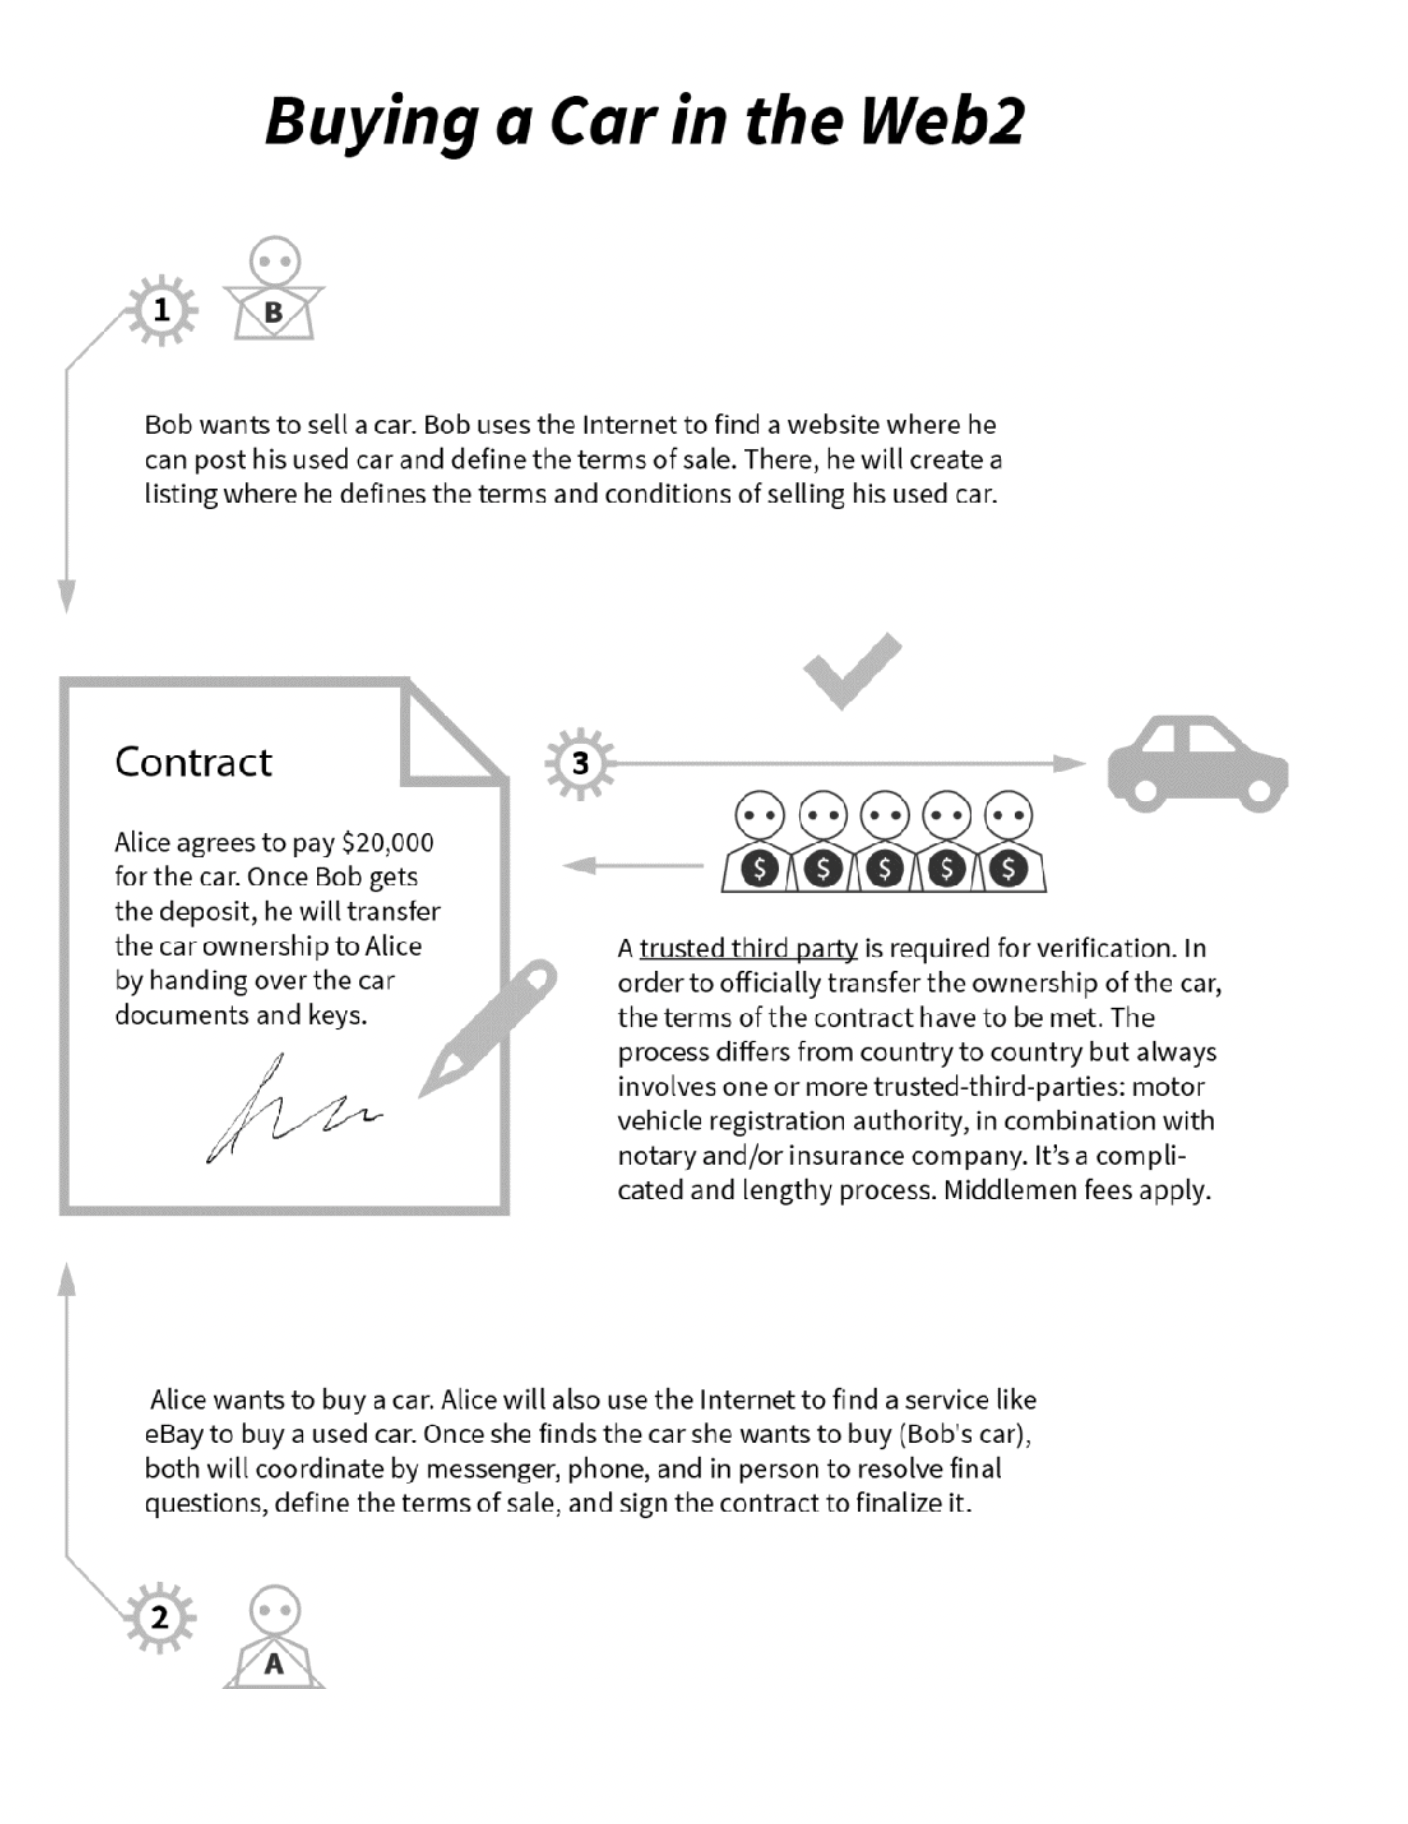 Buying a Car in the Web2
1
B
Bob wants to sell a car. Bob uses the Internet to find a website where he
can post his used car and define the terms of sale. There, he will create a
listing where he defines the terms and conditions of selling his used car.
Contract
Alice agrees to pay $20,000
for the car. Once Bob gets
the deposit, he will transfer
the car ownership to Alice
by handing over the car
documents and keys.
3
$ $ $ $ $
A trusted third party is required for verification. In
order to officially transfer the ownership of the car,
the terms of the contract have to be met. The
process differs from country to country but always
involves one or more trusted-third-parties: motor
vehicle registration authority, in combination with
notary and/or insurance company. It’s a compli-
cated and lengthy process. Middlemen fees apply.
Alice wants to buy a car. Alice will also use the Internet to find a service like
eBay to buy a used car. Once she finds the car she wants to buy (Bob's car),
both will coordinate by messenger, phone, and in person to resolve final
questions, define the terms of sale, and sign the contract to finalize it.
2
A